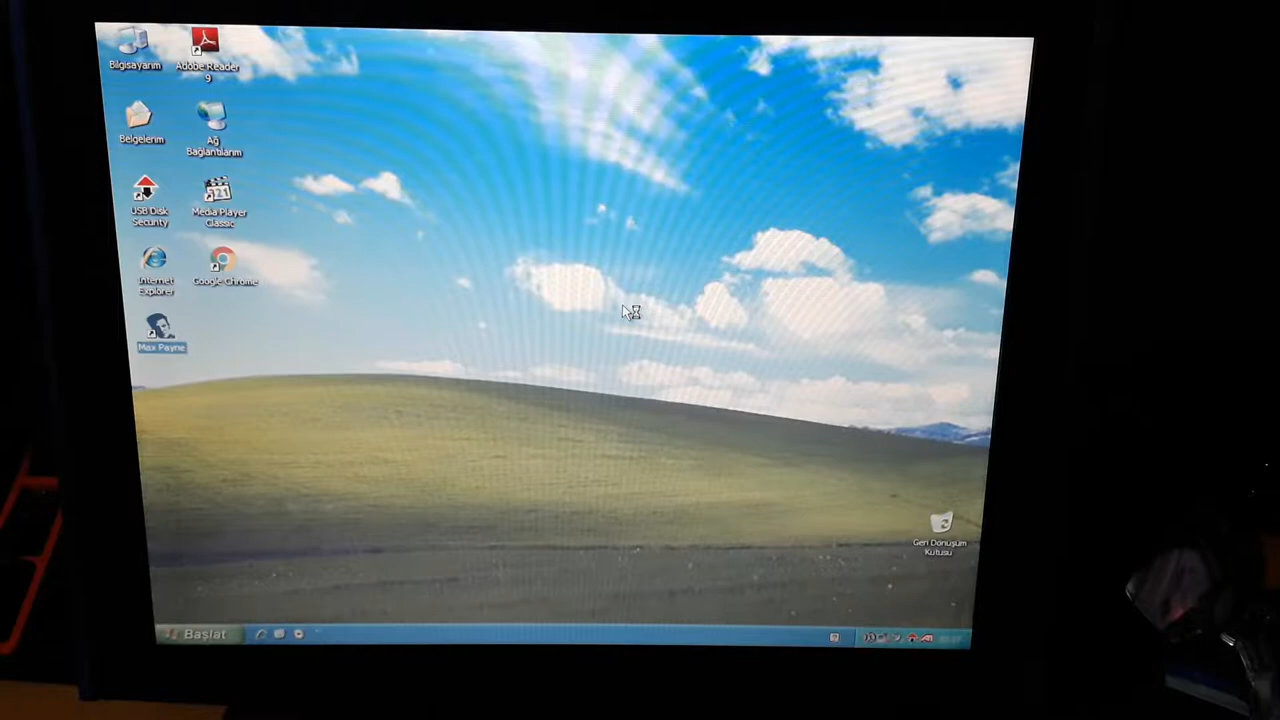 Bilgisayarım
Adobe Reader
9
Belgelerim
Ağ
Bağlantılarım
USB Disk
Security
321
Media Player
Classic
Internet
Explorer
Google Chrome
Max Payne
Geri Dönüşüm
Kutusu
Başlat